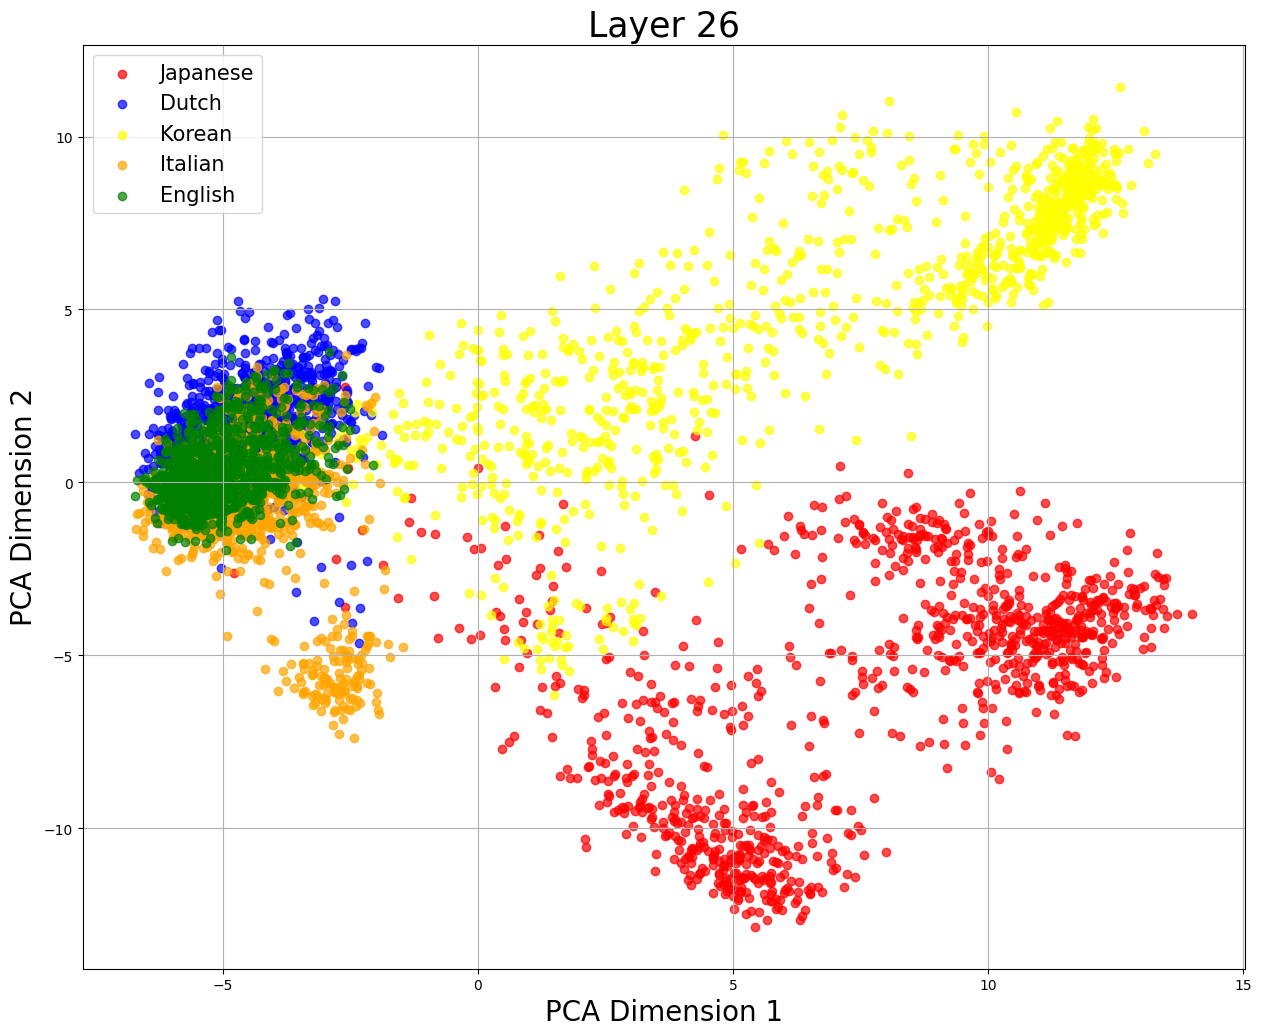 Layer 26
Japanese
Dutch
Korean
Italian
English
10
5
0
−5
−10
PCA Dimension 2
−5
0
5
10
15
PCA Dimension 1